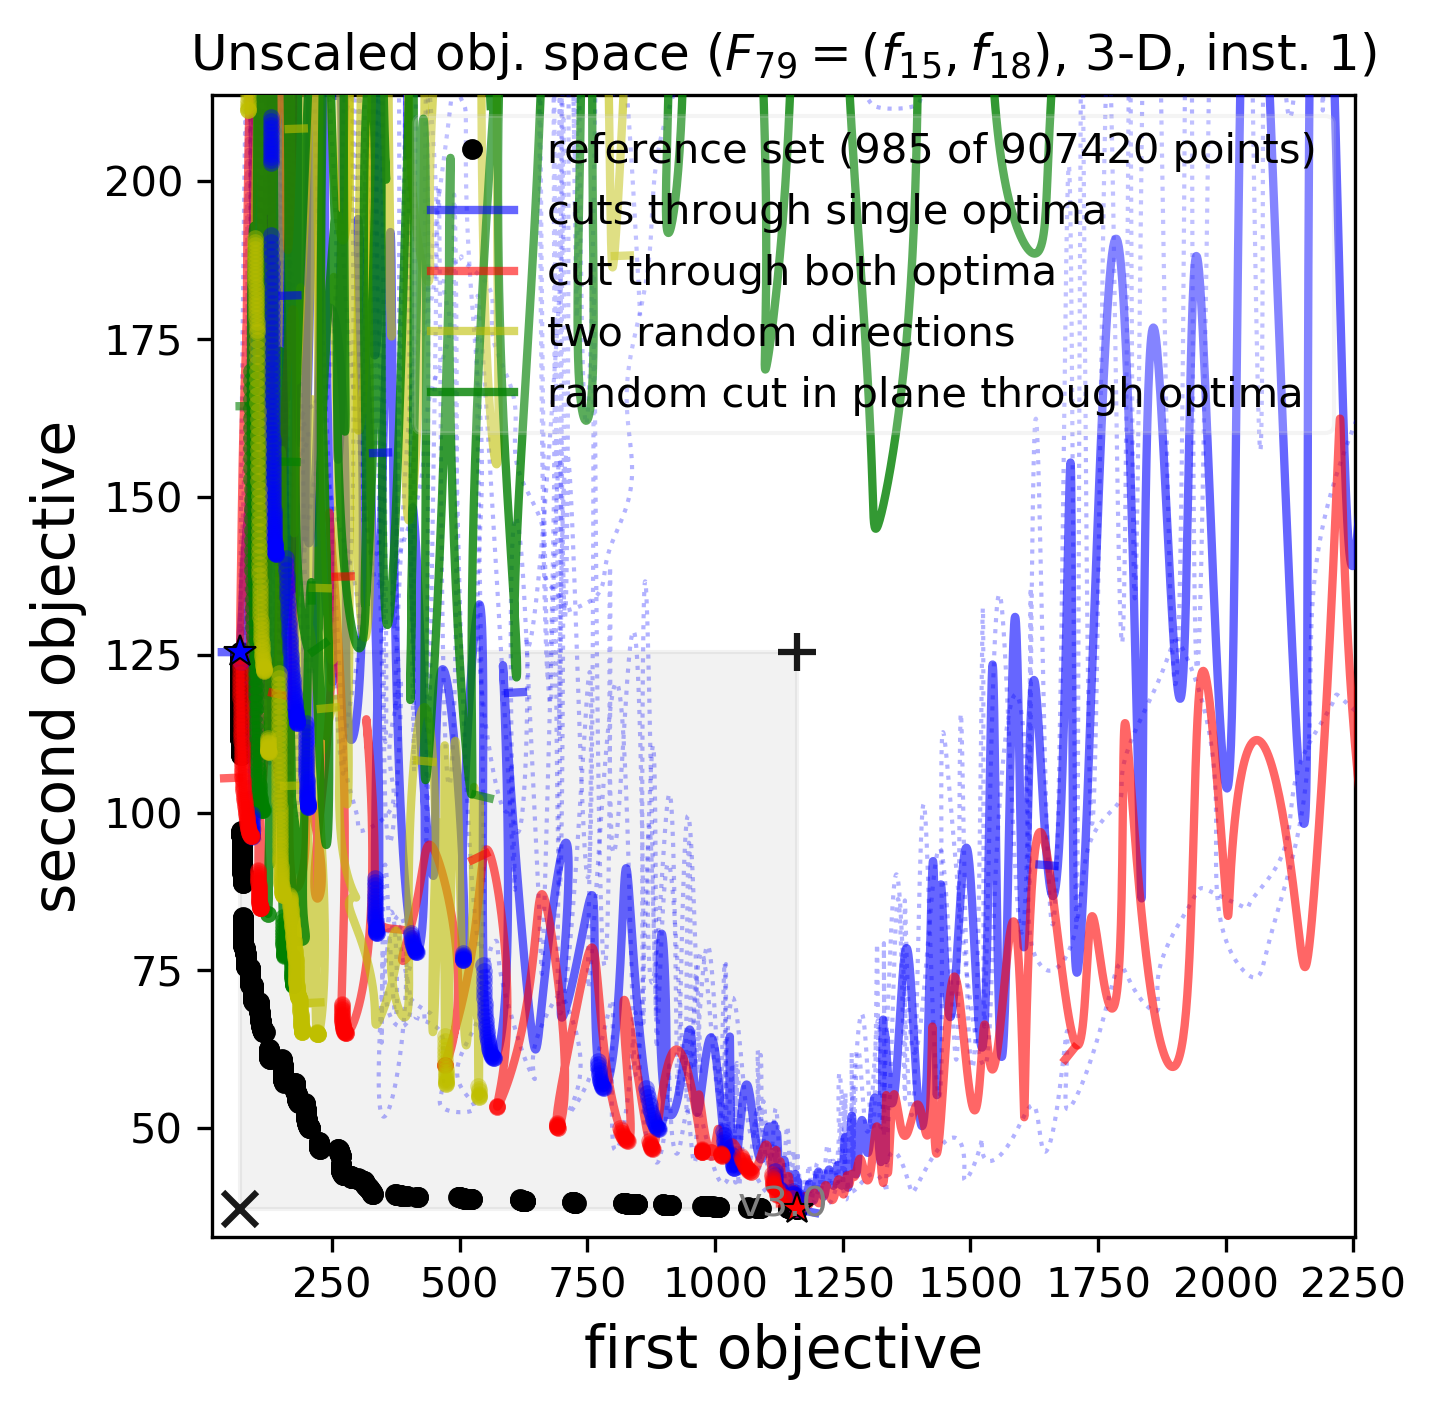 Unscaled obj. space (F79 = (f15, f18), 3-D, inst. 1)
reference set (985 of 907420 points)
cuts through single optima
cut through both optima
two random directions
random cut in plane through optima
second objective
200
175
150
125
100
75
50
v3.0
250 500 750 1000 1250 1500 1750 2000 2250
first objective